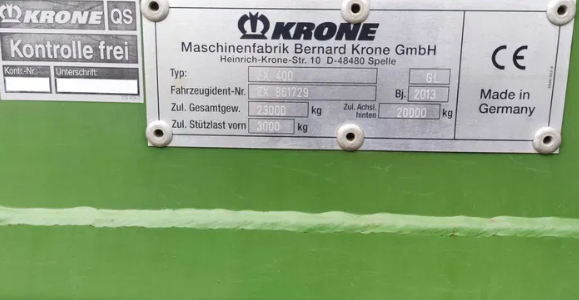 KRONE QS
Kontrolle frei
Kontr.-Nr.: Unterschrift:
KRONE
Maschinenfabrik Bernard Krone GmbH
Heinrich-Krone-Str. 10 D-48480 Spelle
Typ: ZX 400 GL
Fahrzeugident-Nr. ZX 861729 Bj. 2013
Zul. Gesamtgew. 23000 kg Zul. Achsl. hinten 20000 kg
Zul. Stützlast vorn 3000 kg
CE
Made in
Germany